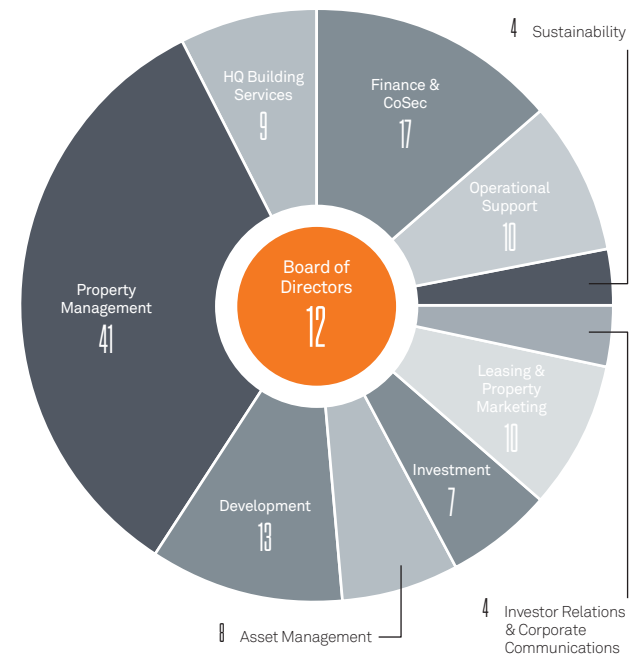 4 Sustainability
HQ Building
Services
9
Finance &
CoSec
17
Operational
Support
10
Board of
Directors
12
Property
Management
41
Leasing &
Property
Marketing
10
Investment
7
Development
13
8 Asset Management
4 Investor Relations
& Corporate
Communications